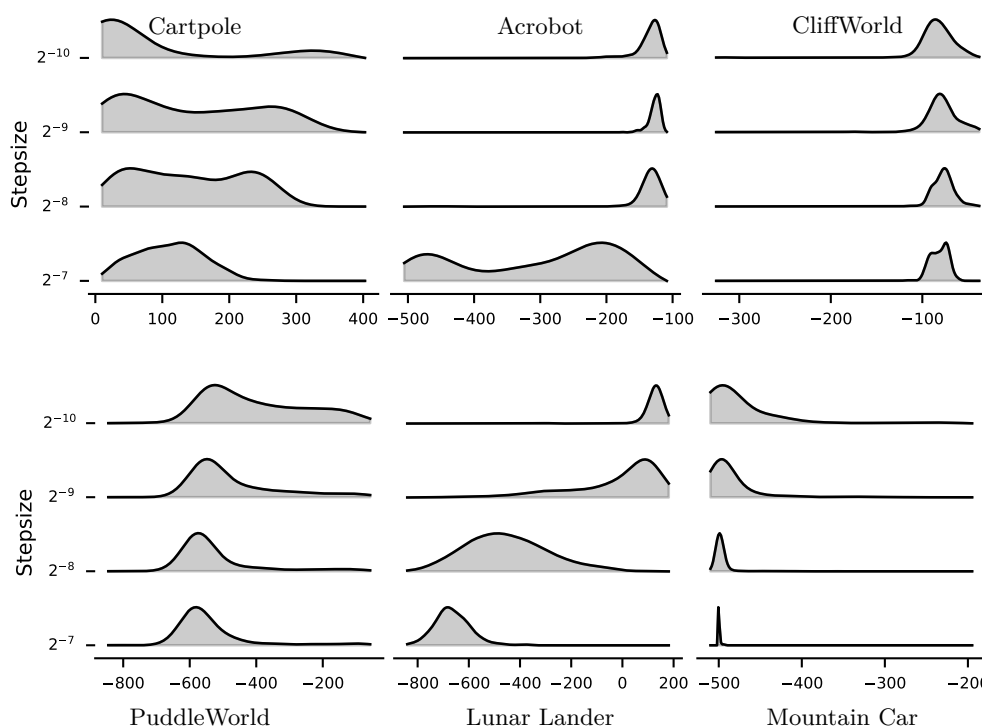 Cartpole Acrobot CliffWorld
Stepsize
2⁻¹⁰
2⁻⁹
2⁻⁸
2⁻⁷
0 100 200 300 400 −500 −400 −300 −200 −100 −300 −200 −100
Stepsize
2⁻¹⁰
2⁻⁹
2⁻⁸
2⁻⁷
−800 −600 −400 −200 −800 −600 −400 −200 0 200 −500 −400 −300 −200
PuddleWorld Lunar Lander Mountain Car